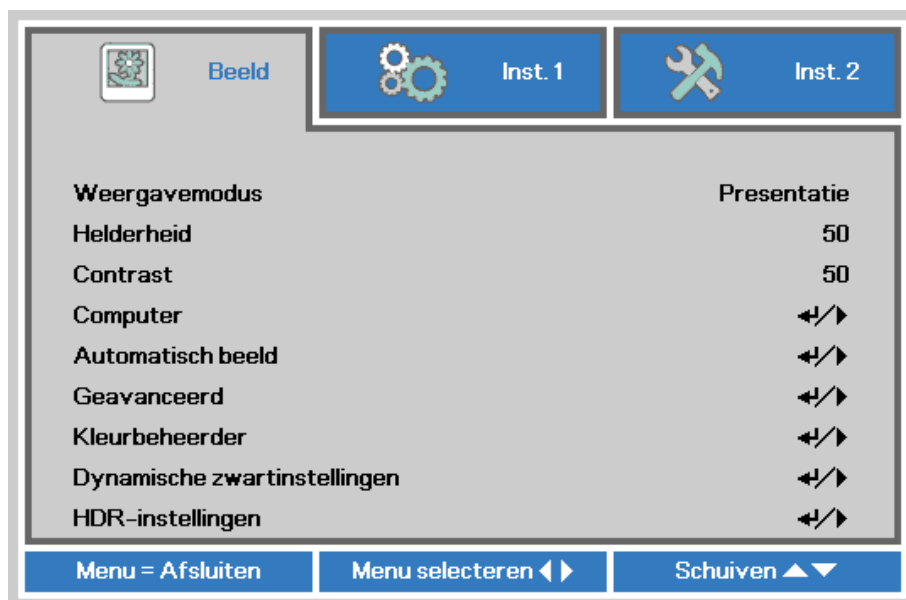 Beeld Inst. 1 Inst. 2
Weergavemodus Presentatie
Helderheid 50
Contrast 50
Computer ↵/▶
Automatisch beeld ↵/▶
Geavanceerd ↵/▶
Kleurbeheerder ↵/▶
Dynamische zwartinstellingen ↵/▶
HDR-instellingen ↵/▶
Menu = Afsluiten Menu selecteren ◀▶ Schuiven ▲▼